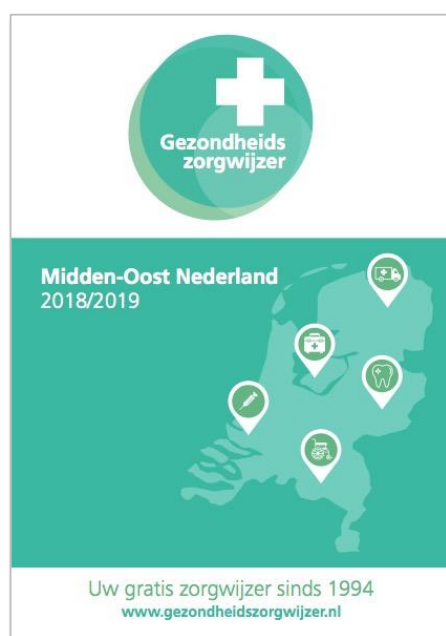 Gezondheids
zorgwijzer
Midden-Oost Nederland
2018/2019
Uw gratis zorgwijzer sinds 1994
www.gezondheidszorgwijzer.nl